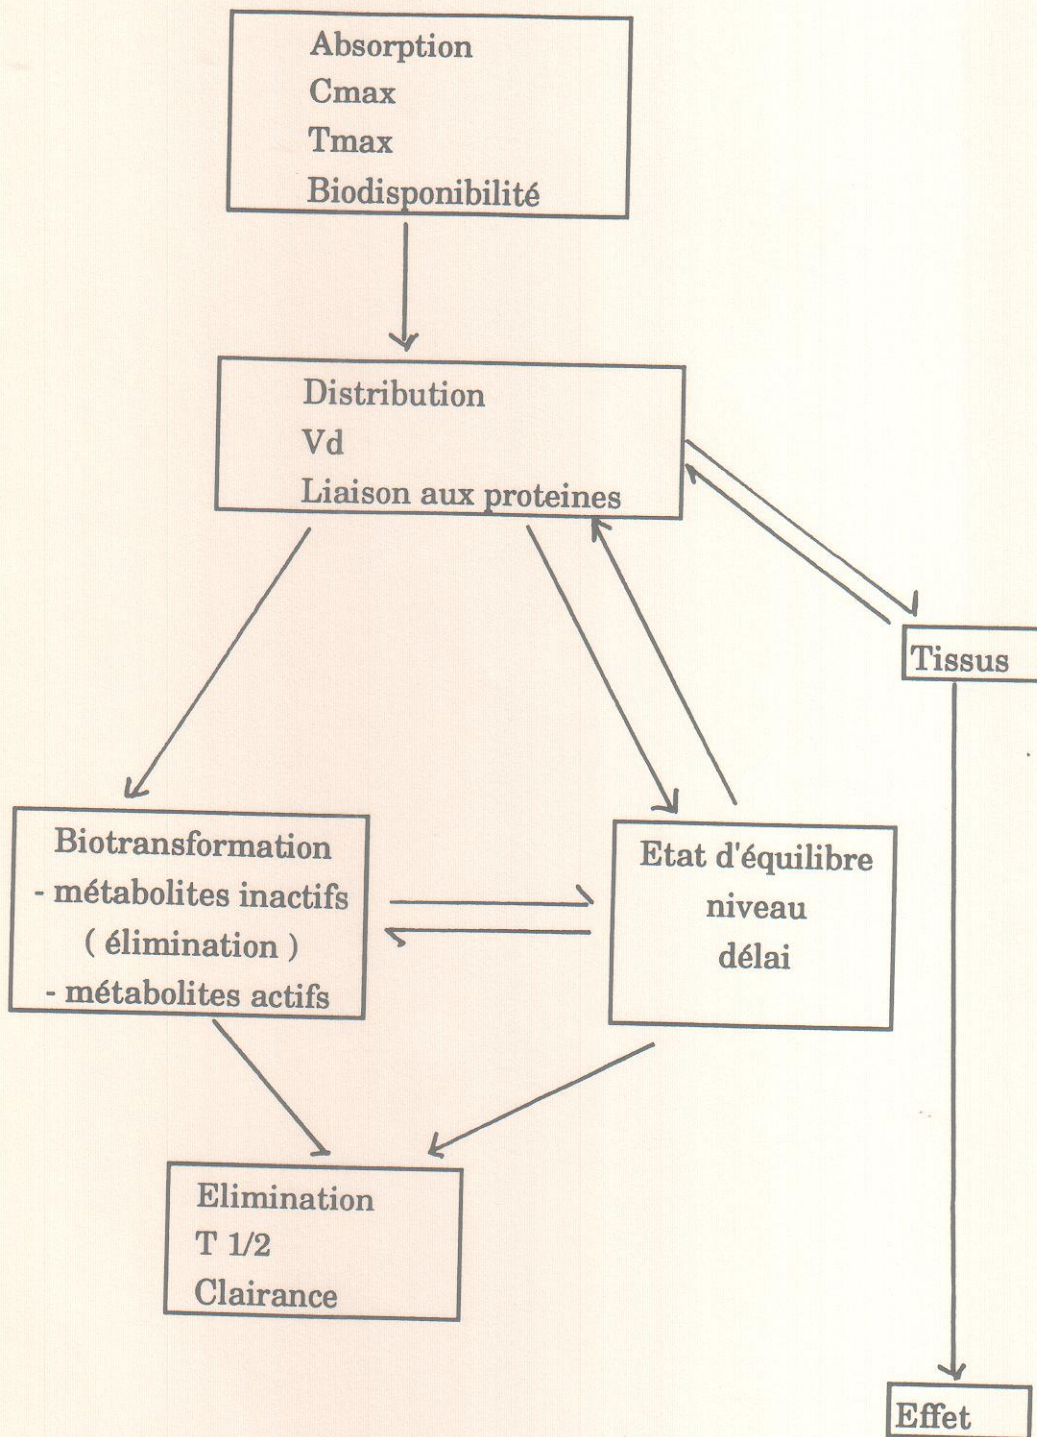 Absorption
Cmax
Tmax
Biodisponibilité
Distribution
Vd
Liaison aux proteines
Tissus
Biotransformation
- métabolites inactifs
( élimination )
- métabolites actifs
Etat d'équilibre
niveau
délai
Elimination
T 1/2
Clairance
Effet